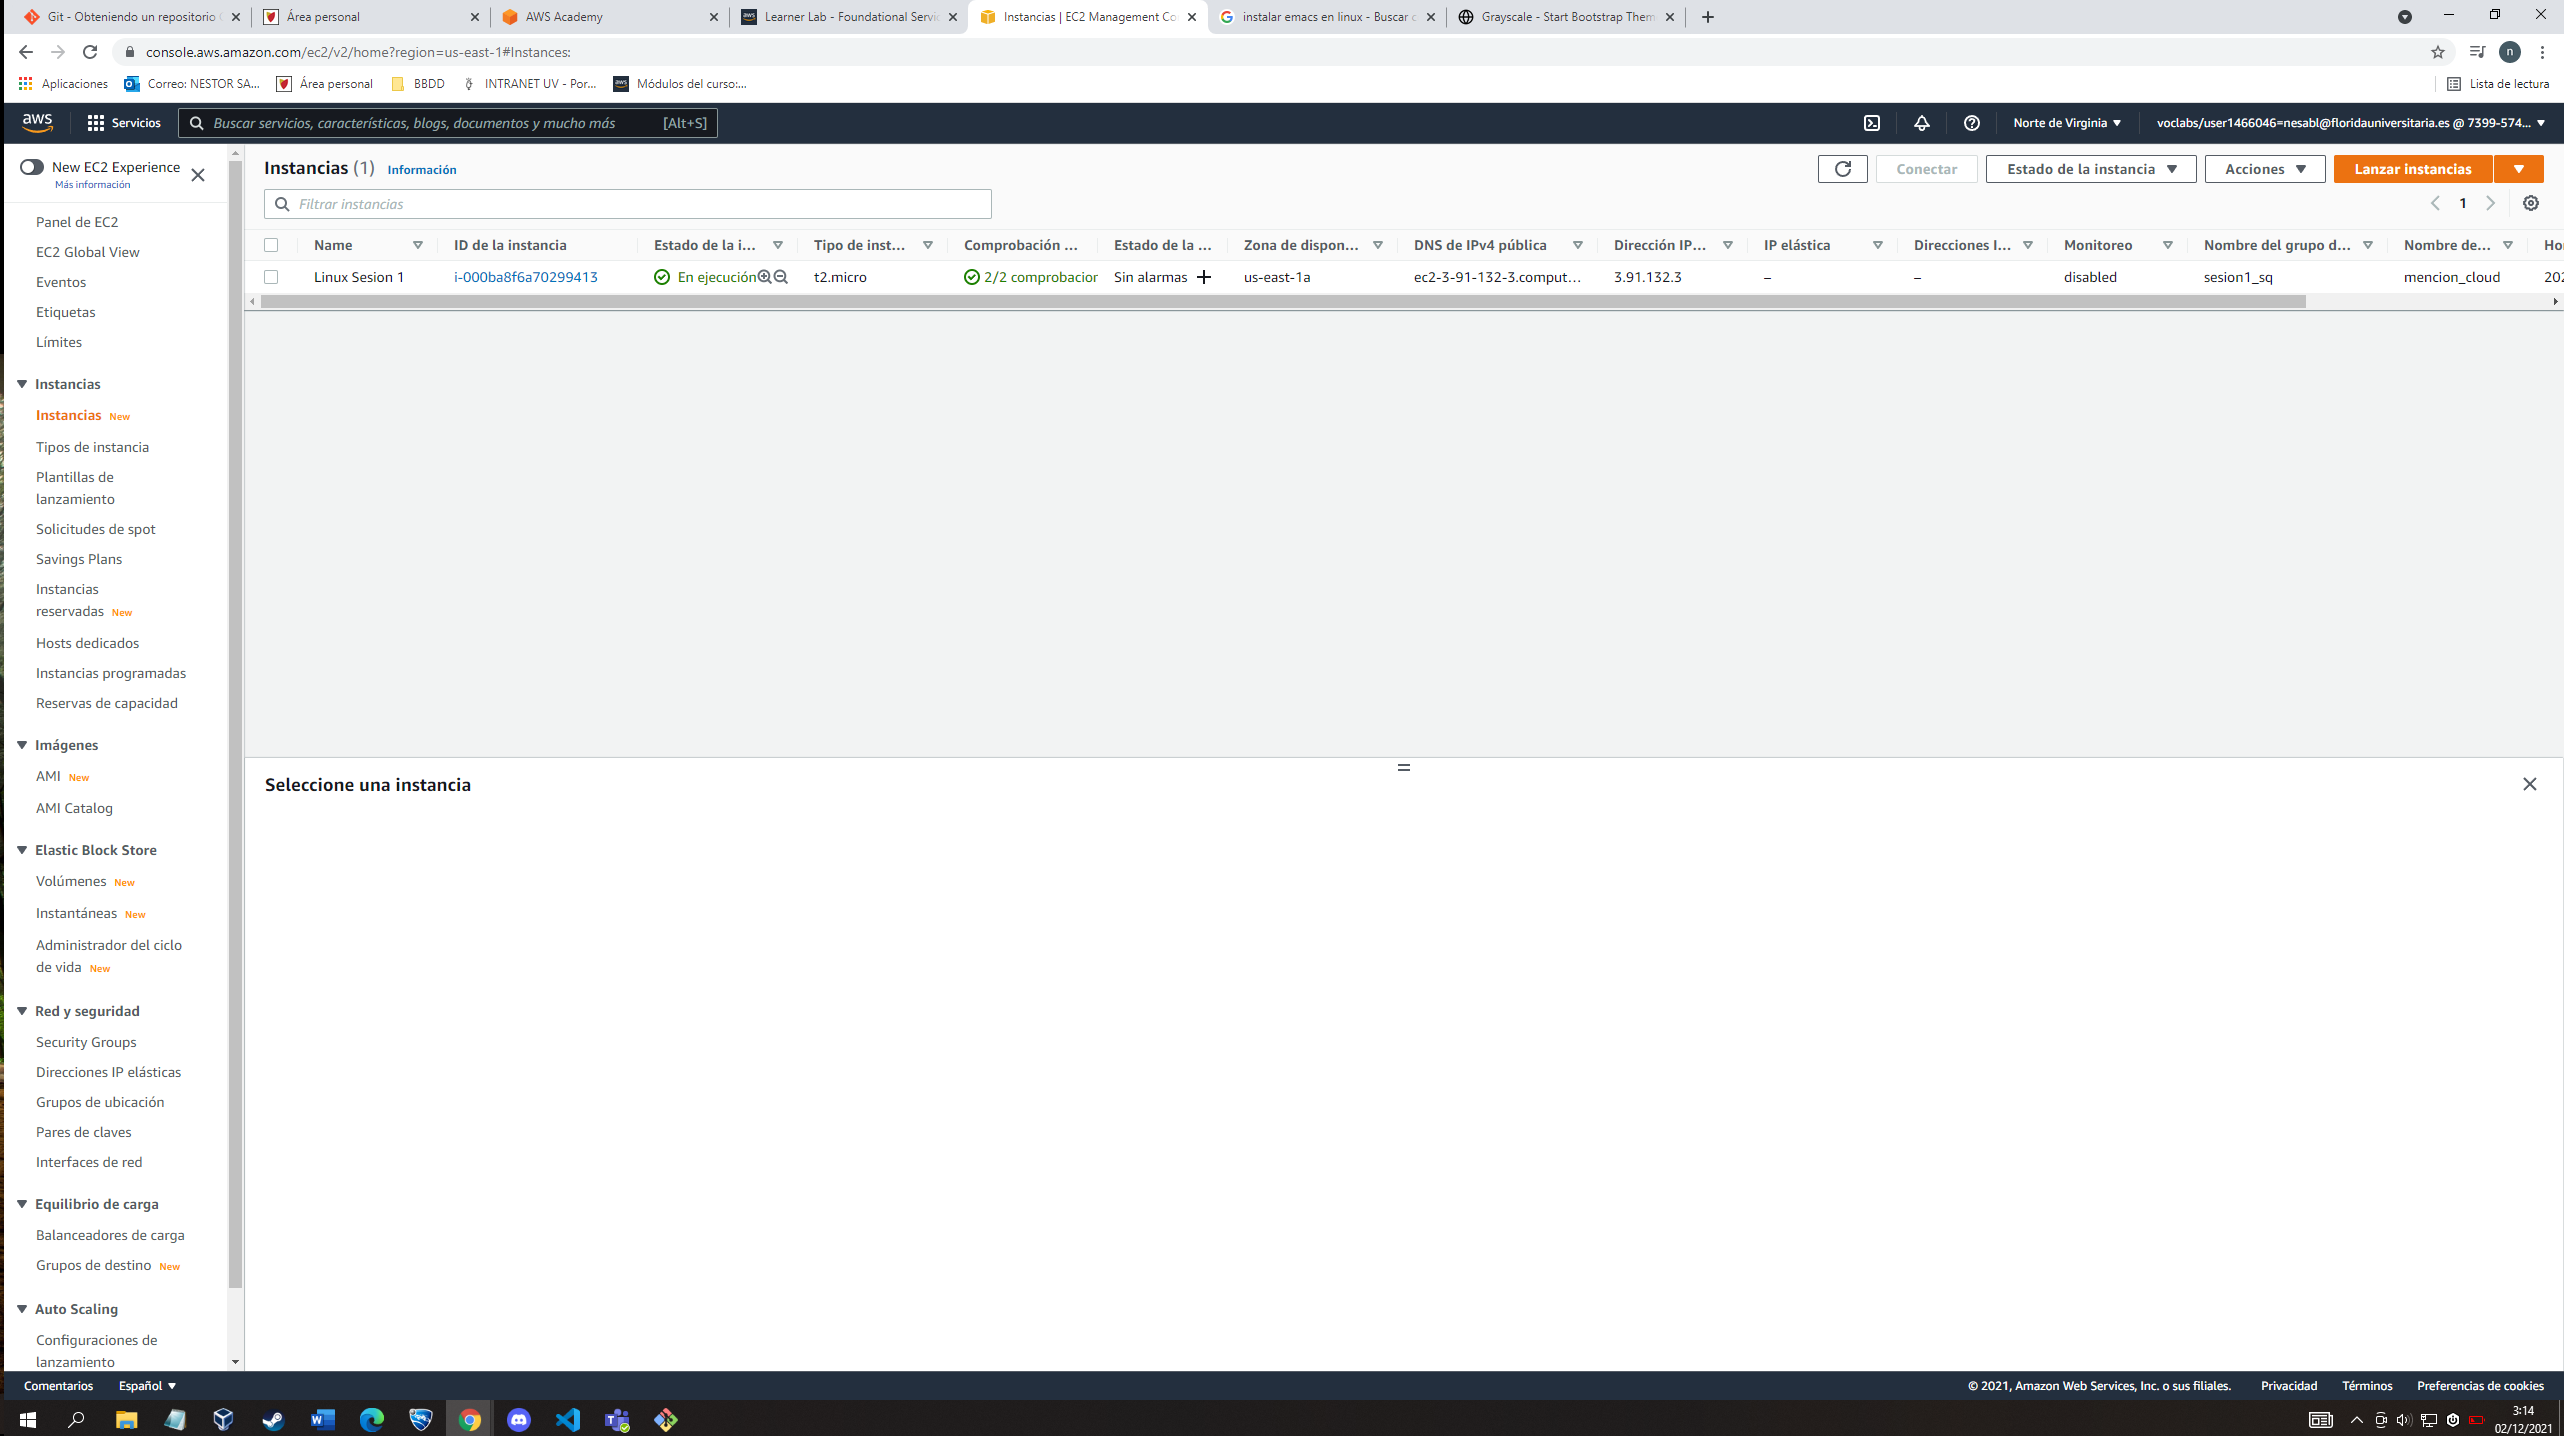 Git - Obteniendo un repositorio
Área personal
AWS Academy
Learner Lab - Foundational Servic
Instancias | EC2 Management Co
instalar emacs en linux - Buscar c
Grayscale - Start Bootstrap Them
console.aws.amazon.com/ec2/v2/home?region=us-east-1#Instances:
n
Aplicaciones
Correo: NESTOR SA...
Área personal
BBDD
INTRANET UV - Por...
Módulos del curso:...
Lista de lectura
aws
Servicios
Buscar servicios, características, blogs, documentos y mucho más
[Alt+S]
Norte de Virginia
voclabs/user1466046=nesabl@floridauniversitaria.es @ 7399-574...
New EC2 Experience
Más información
Panel de EC2
EC2 Global View
Eventos
Etiquetas
Límites
Instancias
Instancias New
Tipos de instancia
Plantillas de
lanzamiento
Solicitudes de spot
Savings Plans
Instancias
reservadas New
Hosts dedicados
Instancias programadas
Reservas de capacidad
Imágenes
AMI New
AMI Catalog
Elastic Block Store
Volúmenes New
Instantáneas New
Administrador del ciclo
de vida New
Red y seguridad
Security Groups
Direcciones IP elásticas
Grupos de ubicación
Pares de claves
Interfaces de red
Equilibrio de carga
Balanceadores de carga
Grupos de destino New
Auto Scaling
Configuraciones de
lanzamiento
Instancias (1) Información
Conectar
Estado de la instancia
Acciones
Lanzar instancias
Filtrar instancias
1
Name ID de la instancia Estado de la i... Tipo de inst... Comprobación ... Estado de la ... Zona de dispon... DNS de IPv4 pública Dirección IP... IP elástica Direcciones I... Monitoreo Nombre del grupo d... Nombre de... Ho
Linux Sesion 1 i-000ba8f6a70299413 En ejecución t2.micro 2/2 comprobacior Sin alarmas + us-east-1a ec2-3-91-132-3.comput... 3.91.132.3 – – disabled sesion1_sq mencion_cloud 202
Seleccione una instancia
Comentarios
Español
© 2021, Amazon Web Services, Inc. o sus filiales.
Privacidad
Términos
Preferencias de cookies
3:14
02/12/2021